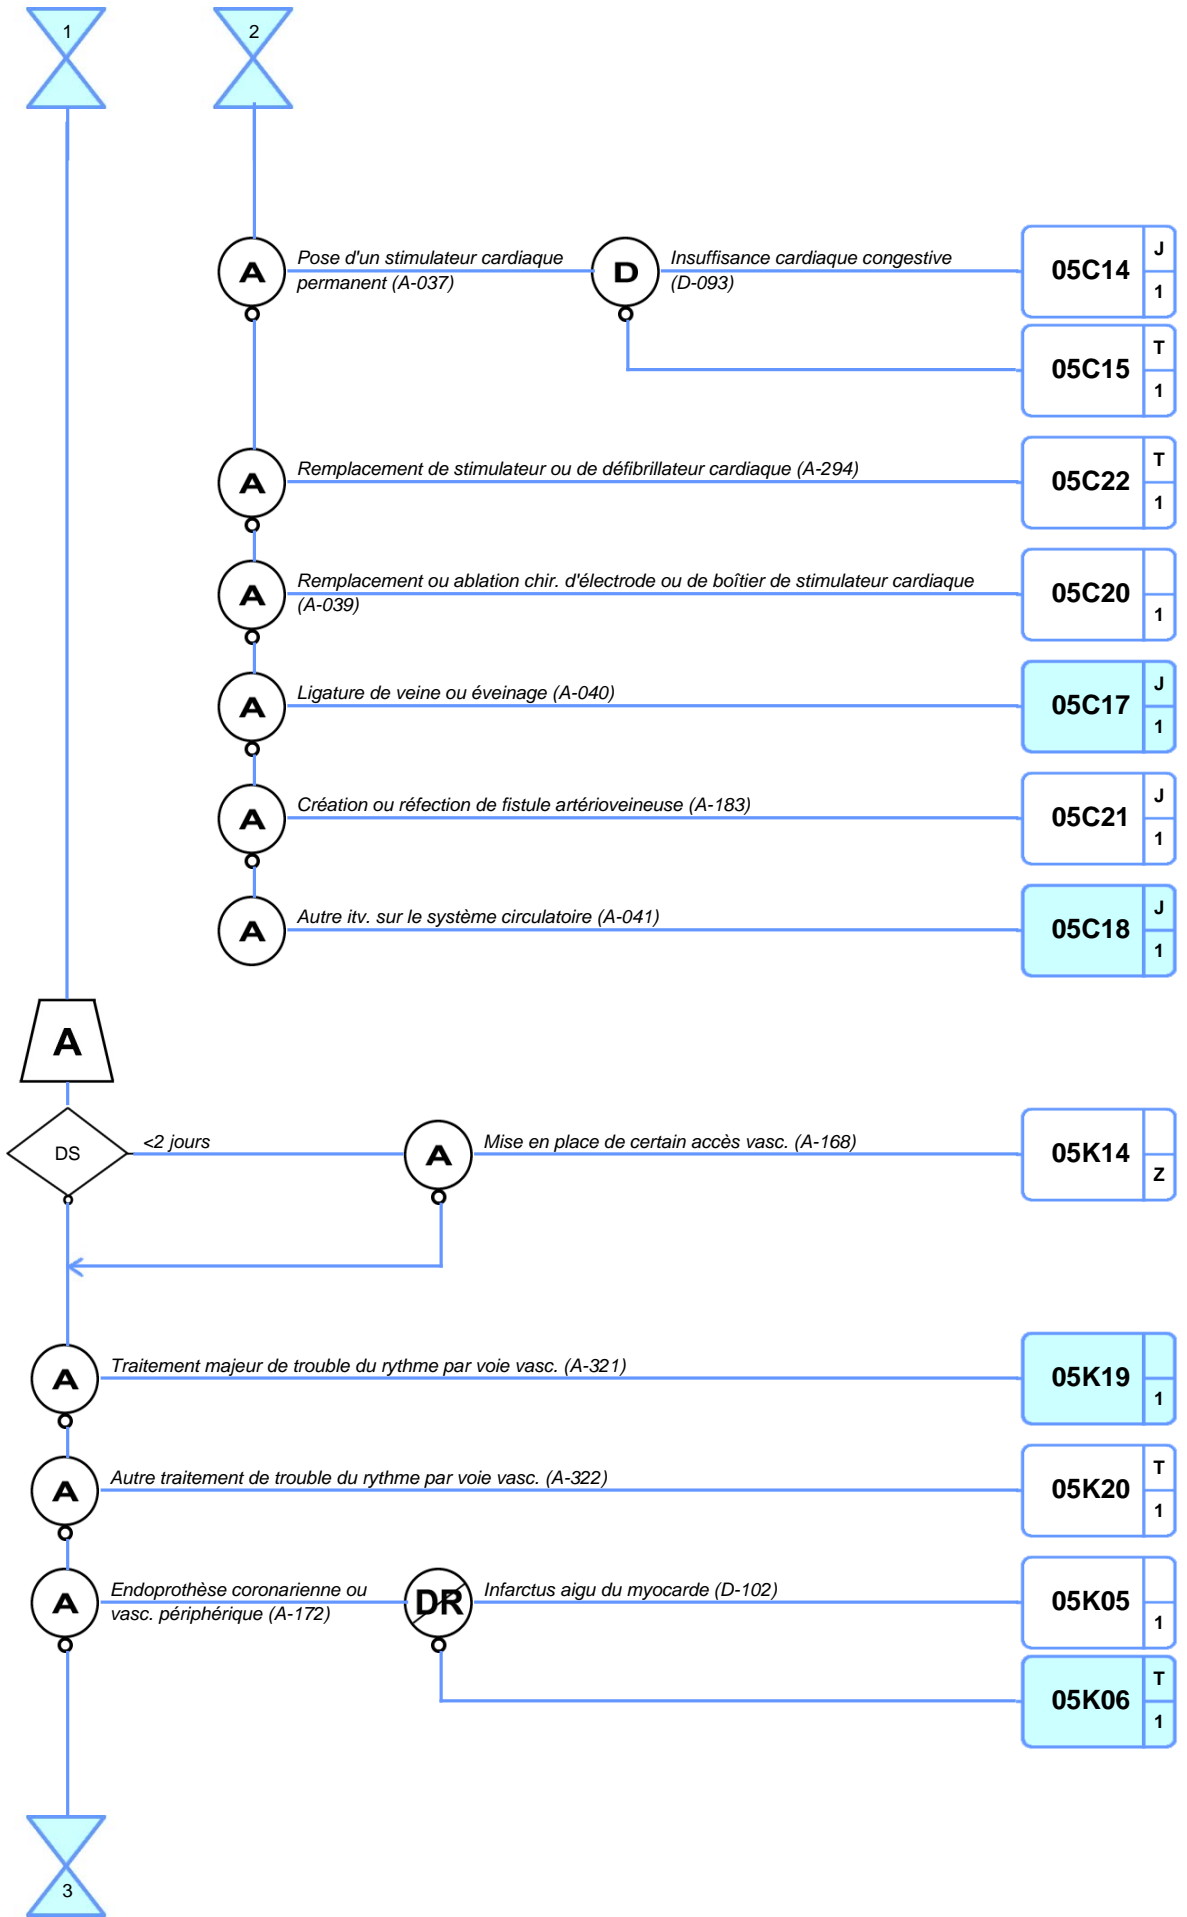 1
2
A
Pose d'un stimulateur cardiaque
permanent (A-037)
D
Insuffisance cardiaque congestive
(D-093)
05C14
J
1
05C15
T
1
A
Remplacement de stimulateur ou de défibrillateur cardiaque (A-294)
05C22
T
1
A
Remplacement ou ablation chir. d'électrode ou de boîtier de stimulateur cardiaque
(A-039)
05C20
1
A
Ligature de veine ou éveinage (A-040)
05C17
J
1
A
Création ou réfection de fistule artérioveineuse (A-183)
05C21
J
1
A
Autre itv. sur le système circulatoire (A-041)
05C18
J
1
A
DS
<2 jours
A
Mise en place de certain accès vasc. (A-168)
05K14
Z
A
Traitement majeur de trouble du rythme par voie vasc. (A-321)
05K19
1
A
Autre traitement de trouble du rythme par voie vasc. (A-322)
05K20
T
1
A
Endoprothèse coronarienne ou
vasc. périphérique (A-172)
DR
Infarctus aigu du myocarde (D-102)
05K05
1
05K06
T
1
3